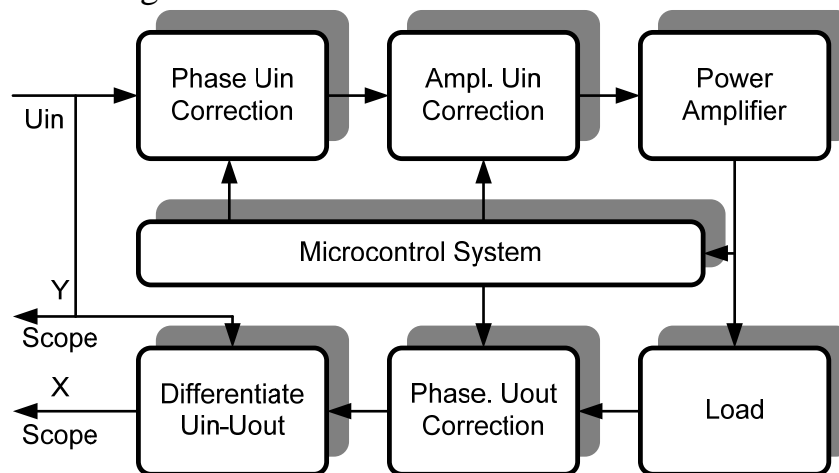 Phase Uin
Correction
Ampl. Uin
Correction
Power
Amplifier
Uin
Microcontrol System
Y
Scope
X
Scope
Differentiate
Uin-Uout
Phase. Uout
Correction
Load